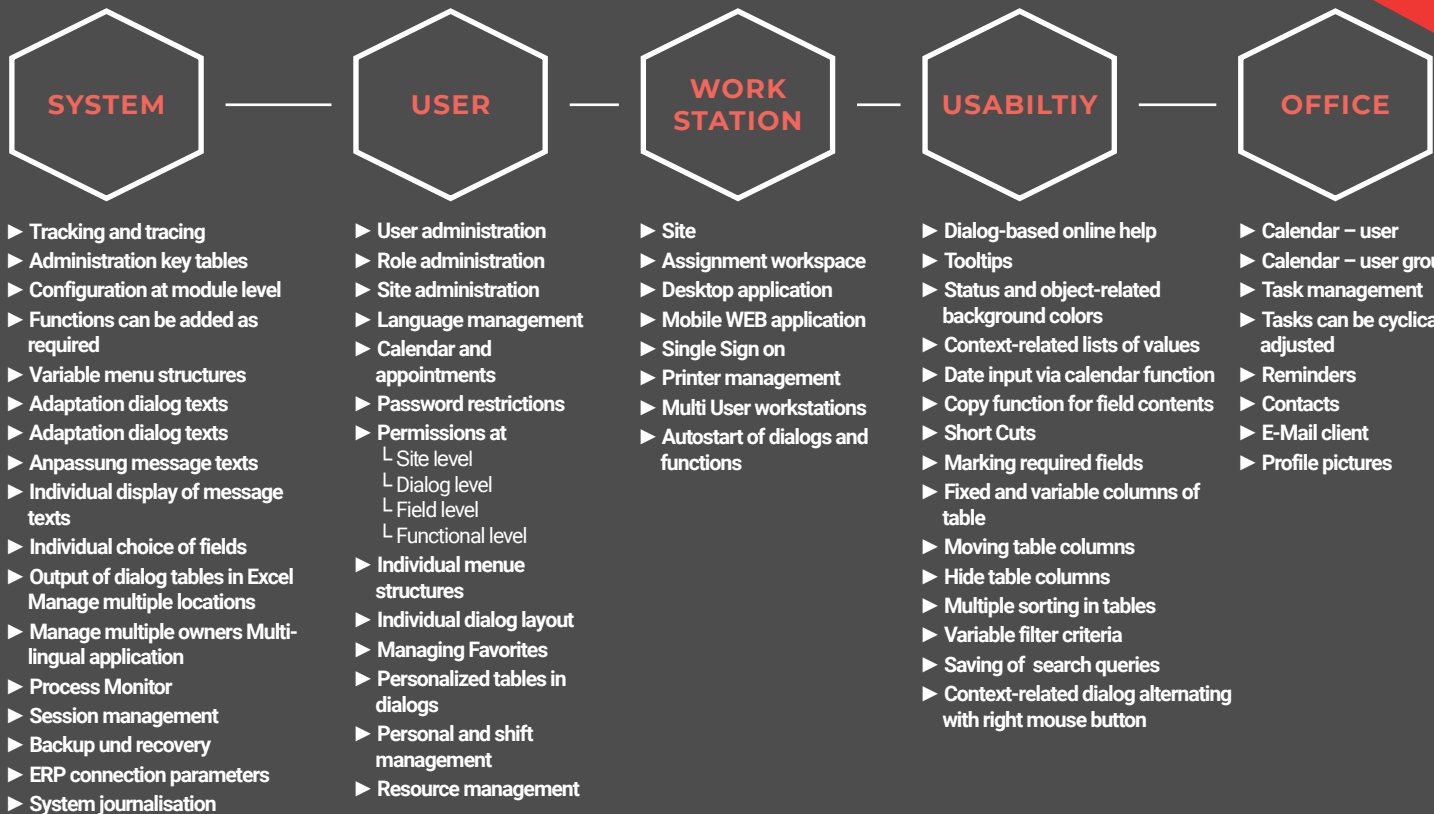 SYSTEM
► Tracking and tracing
► Administration key tables
► Configuration at module level
► Functions can be added as
required
► Variable menu structures
► Adaptation dialog texts
► Adaptation dialog texts
► Anpassung message texts
► Individual display of message
texts
► Individual choice of fields
► Output of dialog tables in Excel
Manage multiple locations
► Manage multiple owners Multi-
lingual application
► Process Monitor
► Session management
► Backup und recovery
► ERP connection parameters
► System journalisation
USER
► User administration
► Role administration
► Site administration
► Language management
► Calendar and
appointments
► Password restrictions
► Permissions at
└ Site level
└ Dialog level
└ Field level
└ Functional level
► Individual menue
structures
► Individual dialog layout
► Managing Favorites
► Personalized tables in
dialogs
► Personal and shift
management
► Resource management
WORK
STATION
► Site
► Assignment workspace
► Desktop application
► Mobile WEB application
► Single Sign on
► Printer management
► Multi User workstations
► Autostart of dialogs and
functions
USABILTIY
► Dialog-based online help
► Tooltips
► Status and object-related
background colors
► Context-related lists of values
► Date input via calendar function
► Copy function for field contents
► Short Cuts
► Marking required fields
► Fixed and variable columns of
table
► Moving table columns
► Hide table columns
► Multiple sorting in tables
► Variable filter criteria
► Saving of search queries
► Context-related dialog alternating
with right mouse button
OFFICE
► Calendar – user
► Calendar – user
► Task management
► Tasks can be
adjusted
► Reminders
► Contacts
► E-Mail client
► Profile pictures